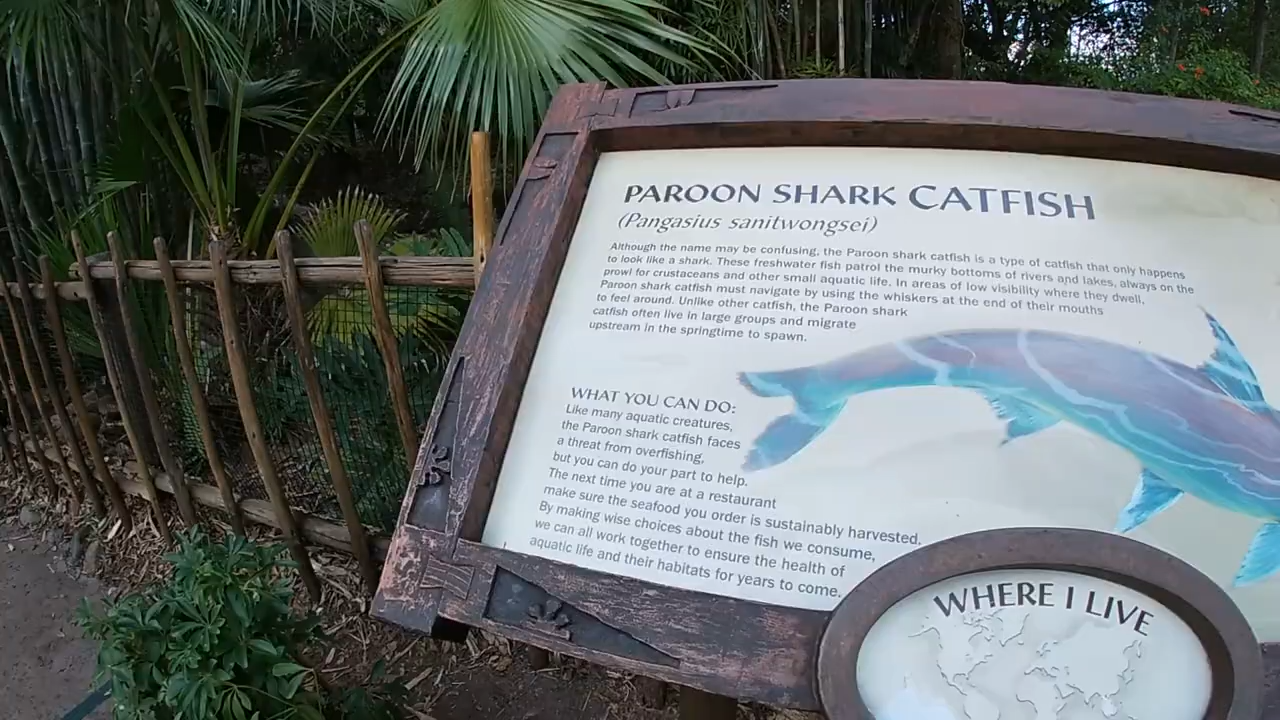 PAROON SHARK CATFISH
(Pangasius sanitwongsei)
Although the name may be confusing, the Paroon shark catfish is a type of catfish that only happens
to look like a shark. These freshwater fish patrol the murky bottoms of rivers and lakes, always on the
prowl for crustaceans and other small aquatic life. In areas of low visibility where they dwell,
Paroon shark catfish must navigate by using the whiskers at the end of their mouths
to feel around. Unlike other catfish, the Paroon shark
catfish often live in large groups and migrate
upstream in the springtime to spawn.
WHAT YOU CAN DO:
Like many aquatic creatures,
the Paroon shark catfish faces
a threat from overfishing,
but you can do your part to help.
The next time you are at a restaurant
make sure the seafood you order is sustainably harvested.
By making wise choices about the fish we consume,
we can all work together to ensure the health of
aquatic life and their habitats for years to come.
WHERE I LIVE